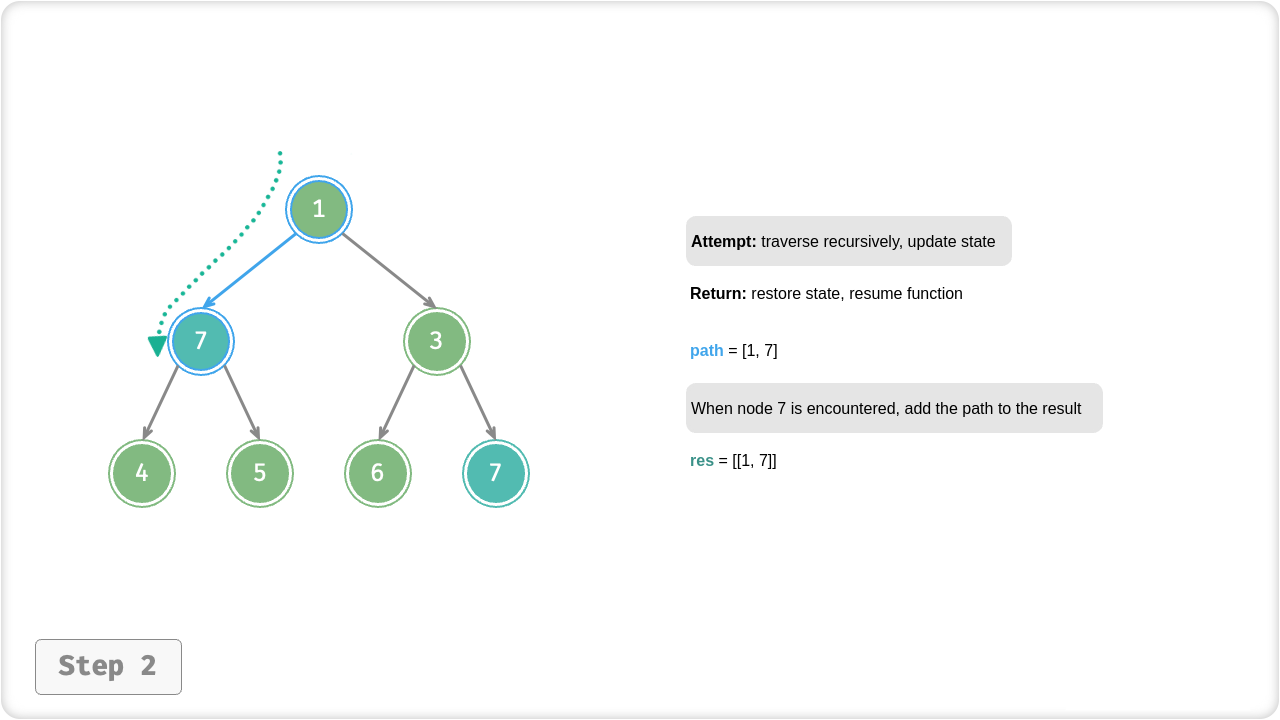 1
7
3
4
5
6
7
Attempt: traverse recursively, update state
Return: restore state, resume function
path = [1, 7]
When node 7 is encountered, add the path to the result
res = [[1, 7]]
Step 2